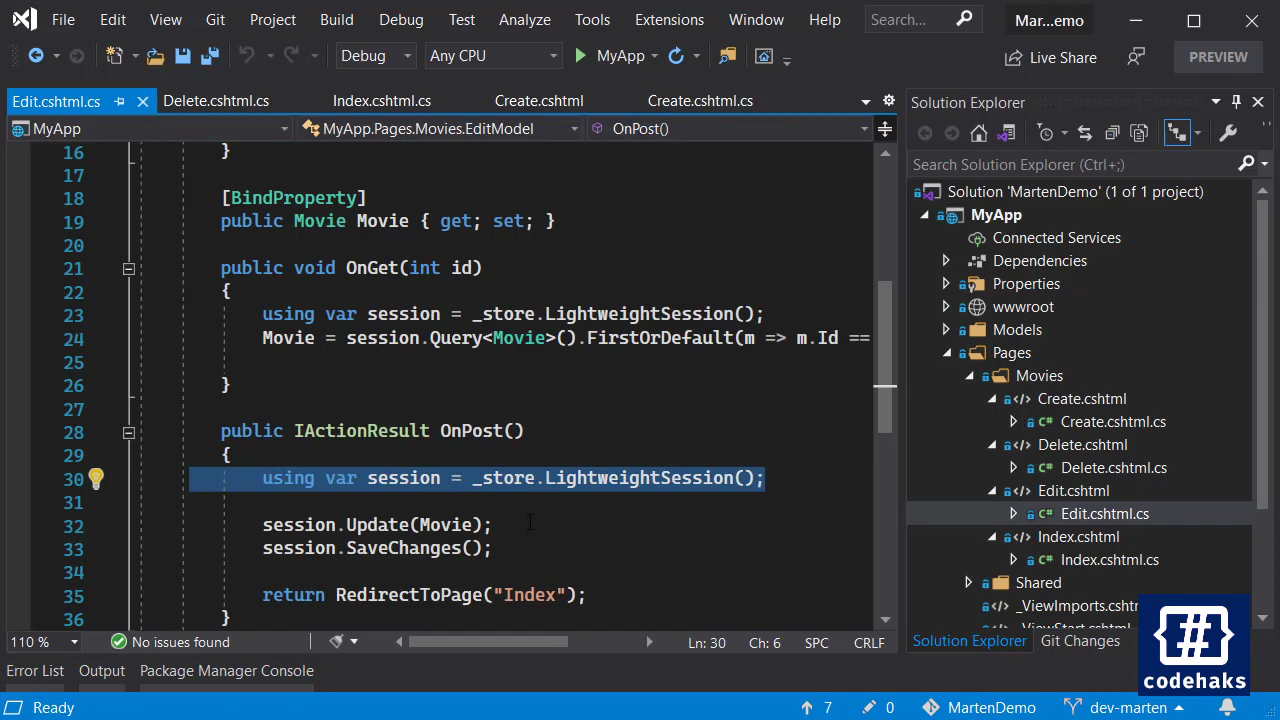 File Edit View Git Project Build Debug Test Analyze Tools Extensions Window Help Search... Mar...emo
Debug Any CPU MyApp Live Share PREVIEW
Edit.cshtml.cs Delete.cshtml.cs Index.cshtml.cs Create.cshtml Create.cshtml.cs
MyApp MyApp.Pages.Movies.EditModel OnPost()
16 }
17
18 [BindProperty]
19 public Movie Movie { get; set; }
20
21 public void OnGet(int id)
22 {
23 using var session = _store.LightweightSession();
24 Movie = session.Query<Movie>().FirstOrDefault(m => m.Id ==
25
26 }
27
28 public IActionResult OnPost()
29 {
30 using var session = _store.LightweightSession();
31
32 session.Update(Movie);
33 session.SaveChanges();
34
35 return RedirectToPage("Index");
36 }
110 % No issues found Ln: 30 Ch: 6 SPC CRLF
Solution Explorer
Search Solution Explorer (Ctrl+;)
Solution 'MartenDemo' (1 of 1 project)
MyApp
Connected Services
Dependencies
Properties
wwwroot
Models
Pages
Movies
Create.cshtml
C# Create.cshtml.cs
Delete.cshtml
C# Delete.cshtml.cs
Edit.cshtml
C# Edit.cshtml.cs
Index.cshtml
C# Index.cshtml.cs
Shared
_ViewImports.cshtml
Solution Explorer Git Changes
{#}
codehaks
Error List Output Package Manager Console
Ready 7 0 MartenDemo dev-marten